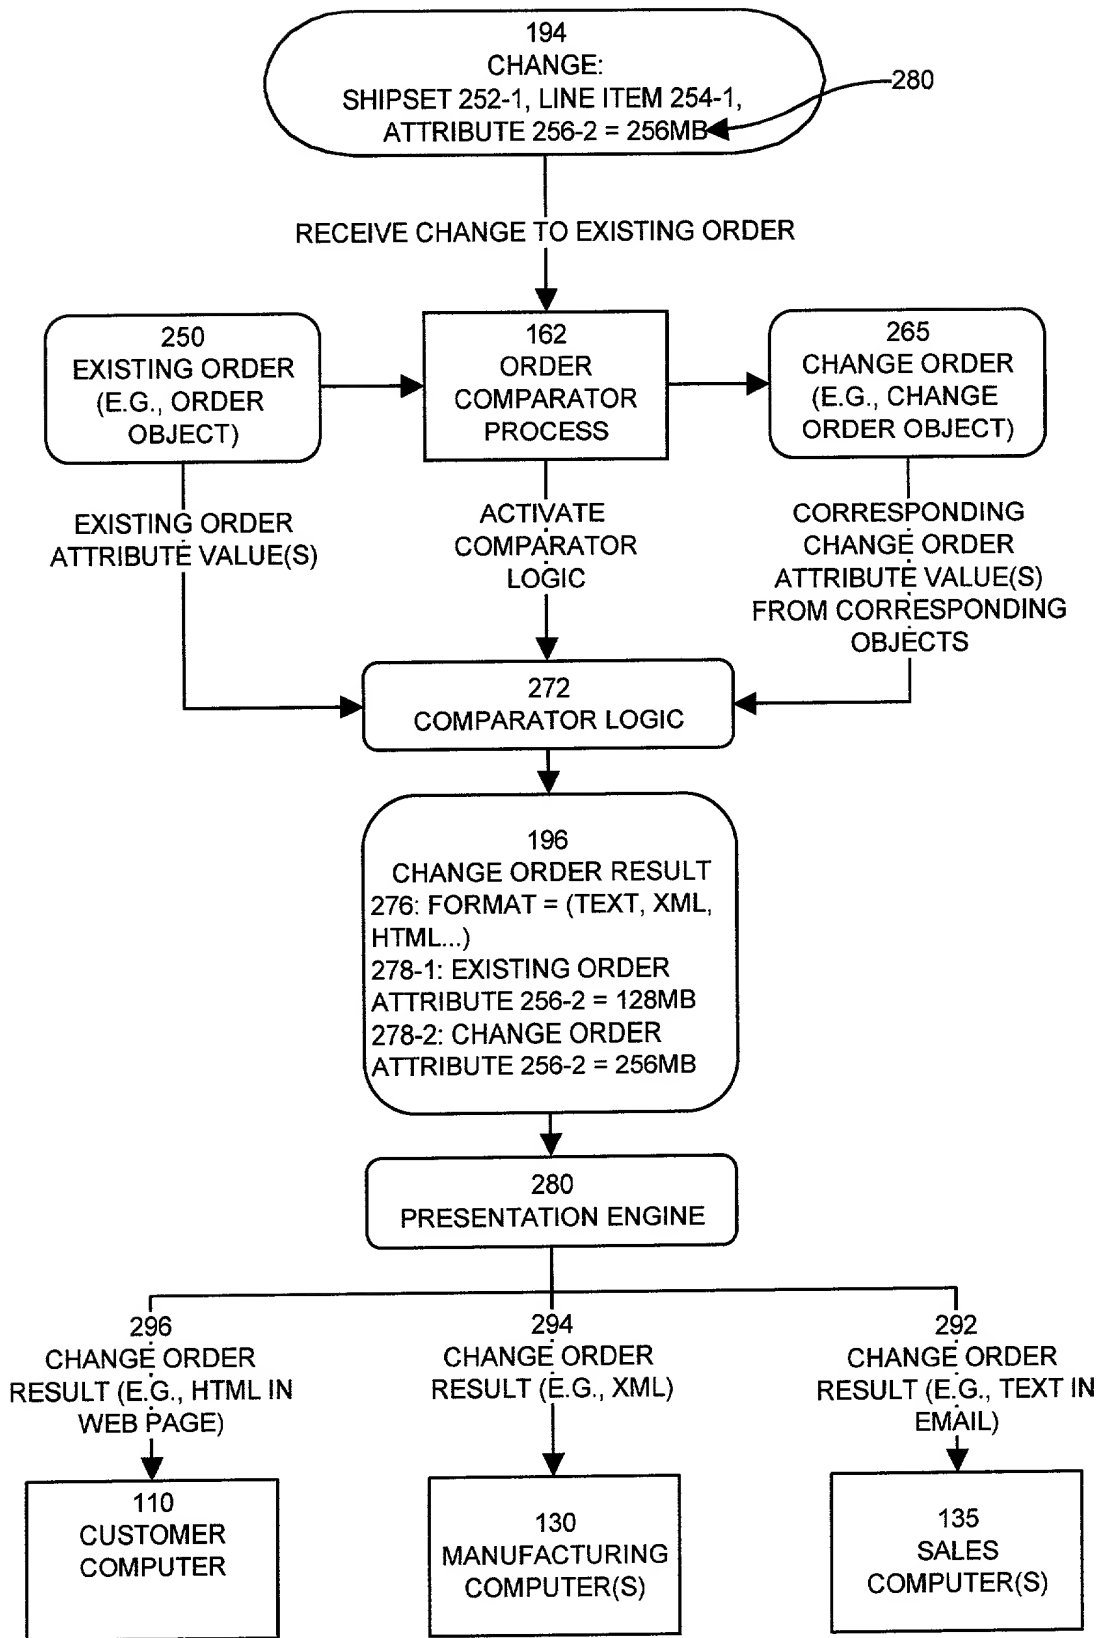 194
CHANGE:
SHIPSET 252-1, LINE ITEM 254-1,
ATTRIBUTE 256-2 = 256MB
280
RECEIVE CHANGE TO EXISTING ORDER
250
EXISTING ORDER
(E.G., ORDER
OBJECT)
162
ORDER
COMPARATOR
PROCESS
265
CHANGE ORDER
(E.G., CHANGE
ORDER OBJECT)
EXISTING ORDER
ATTRIBUTE VALUE(S)
ACTIVATE
COMPARATOR
LOGIC
CORRESPONDING
CHANGE ORDER
ATTRIBUTE VALUE(S)
FROM CORRESPONDING
OBJECTS
272
COMPARATOR LOGIC
196
CHANGE ORDER RESULT
276: FORMAT = (TEXT, XML,
HTML...)
278-1: EXISTING ORDER
ATTRIBUTE 256-2 = 128MB
278-2: CHANGE ORDER
ATTRIBUTE 256-2 = 256MB
280
PRESENTATION ENGINE
296
CHANGE ORDER
RESULT (E.G., HTML IN
WEB PAGE)
294
CHANGE ORDER
RESULT (E.G., XML)
292
CHANGE ORDER
RESULT (E.G., TEXT IN
EMAIL)
110
CUSTOMER
COMPUTER
130
MANUFACTURING
COMPUTER(S)
135
SALES
COMPUTER(S)